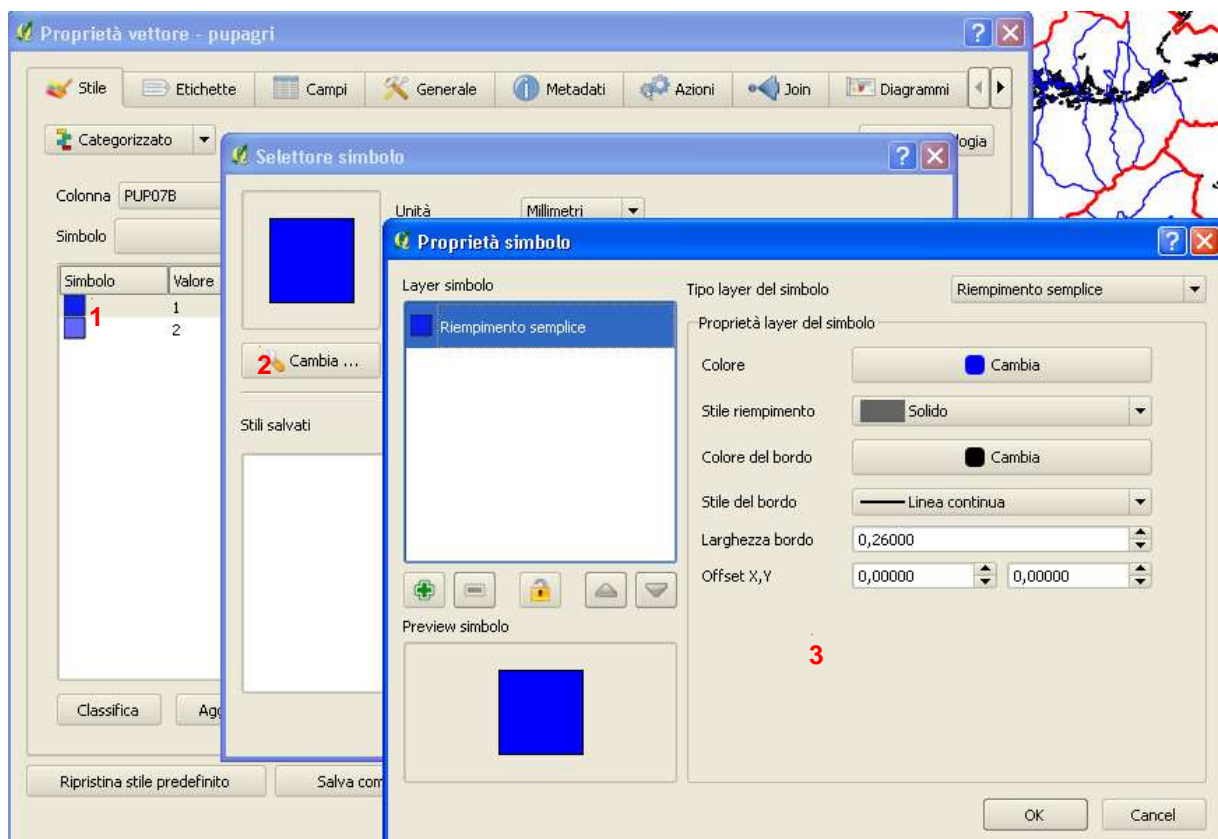 Proprietà vettore - pupagri
Stile
Etichette
Campi
Generale
Metadati
Azioni
Join
Diagrammi
Categorizzato
ologia
Colonna PUP07B
Simbolo
Simbolo Valore
1 1
2
Classifica
Agg
Ripristina stile predefinito
Salva com
Selettore simbolo
Unità Millimetri
2 Cambia ...
Stili salvati
Proprietà simbolo
Layer simbolo
Riempimento semplice
Preview simbolo
Tipo layer del simbolo Riempimento semplice
Proprietà layer del simbolo
Colore Cambia
Stile riempimento Solido
Colore del bordo Cambia
Stile del bordo Linea continua
Larghezza bordo 0,26000
Offset X,Y 0,00000 0,00000
3
OK
Cancel